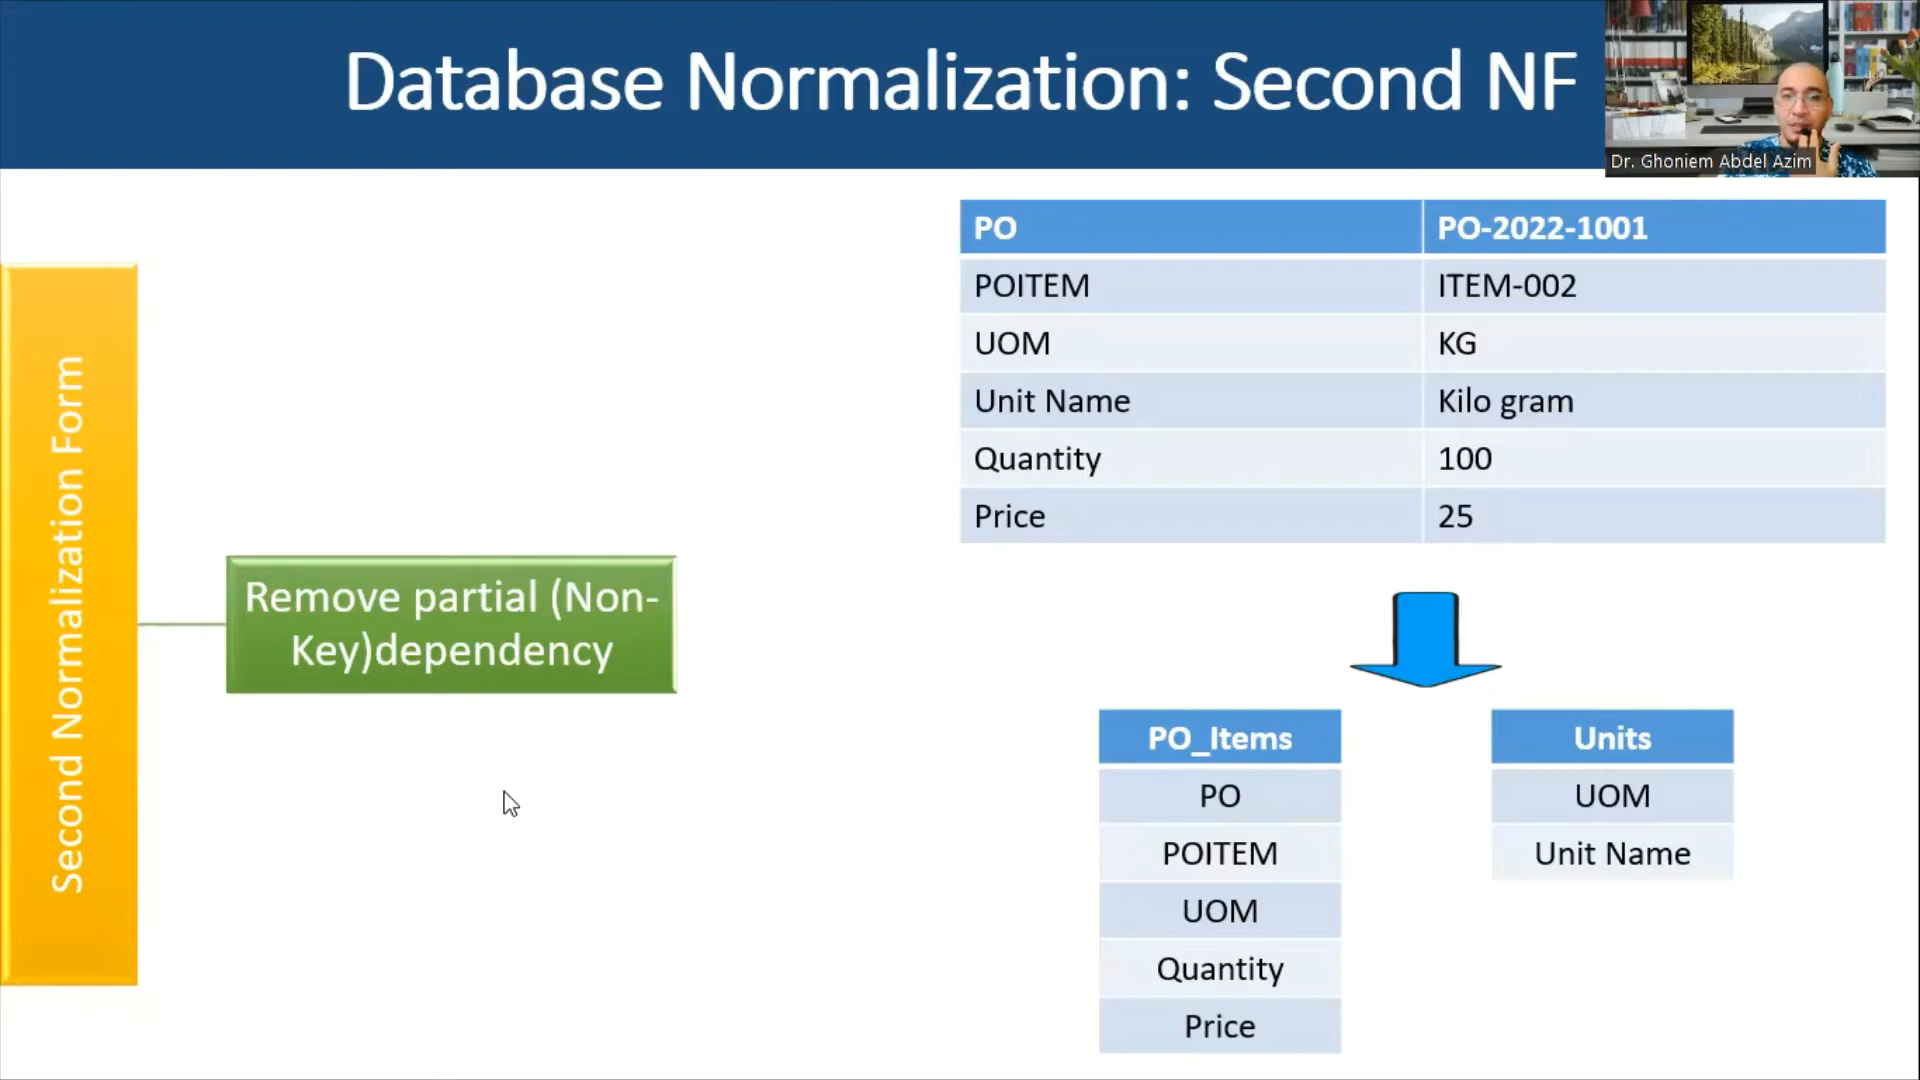 Database Normalization: Second NF
Dr. Ghoniem Abdel Azim
Second Normalization Form
Remove partial (Non-
Key)dependency
PO PO-2022-1001
POITEM ITEM-002
UOM KG
Unit Name Kilo gram
Quantity 100
Price 25
PO_Items
PO
POITEM
UOM
Quantity
Price
Units
UOM
Unit Name